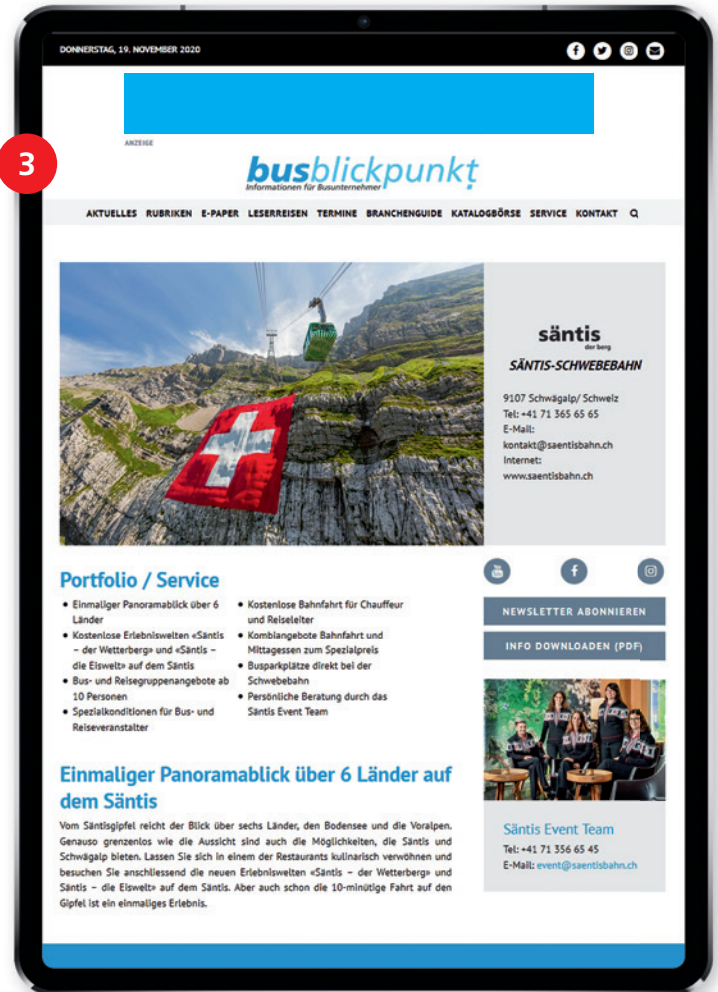 DONNERSTAG, 19. NOVEMBER 2020
ANZEIGE
3
busblickpunkt
Informationen für Busunternehmer
AKTUELLES RUBRIKEN E-PAPER LESERREISEN TERMINE BRANCHENGUIDE KATALOGBÖRSE SERVICE KONTAKT
säntis
der berg
SÄNTIS-SCHWEBEBAHN
9107 Schwägalp/ Schweiz
Tel: +41 71 365 65 65
E-Mail:
kontakt@saentisbahn.ch
Internet:
www.saentisbahn.ch
Portfolio / Service
• Einmaliger Panoramablick über 6
Länder
• Kostenlose Erlebniswelten «Säntis
– der Wetterberg» und «Säntis –
die Eiswelt» auf dem Säntis
• Bus- und Reisegruppenangebote ab
10 Personen
• Spezialkonditionen für Bus- und
Reiseveranstalter
• Kostenlose Bahnfahrt für Chauffeur
und Reiseleiter
• Kombiangebote Bahnfahrt und
Mittagessen zum Spezialpreis
• Busparkplätze direkt bei der
Schwebebahn
• Persönliche Beratung durch das
Säntis Event Team
You
NEWSLETTER ABONNIEREN
INFO DOWNLOADEN (PDF)
Einmaliger Panoramablick über 6 Länder auf
dem Säntis
Vom Säntisgipfel reicht der Blick über sechs Länder, den Bodensee und die Voralpen.
Genauso grenzenlos wie die Aussicht sind auch die Möglichkeiten, die Säntis und
Schwägalp bieten. Lassen Sie sich in einem der Restaurants kulinarisch verwöhnen und
besuchen Sie anschliessend die neuen Erlebniswelten «Säntis – der Wetterberg» und
Säntis – die Eiswelt» auf dem Säntis. Aber auch schon die 10-minütige Fahrt auf den
Gipfel ist ein einmaliges Erlebnis.
Säntis Event Team
Tel: +41 71 356 65 45
E-Mail: event@saentisbahn.ch